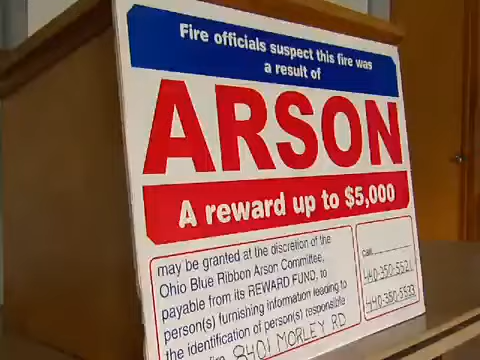 Fire officials suspect this fire was
a result of
ARSON
A reward up to $5,000
may be granted at the discretion of the
Ohio Blue Ribbon Arson Committee,
payable from its REWARD FUND, to
person(s) furnishing information leading to
the identification of person(s) responsible
fire 8401 MORLEY RD
Call
440-350-5521
440-350-5533